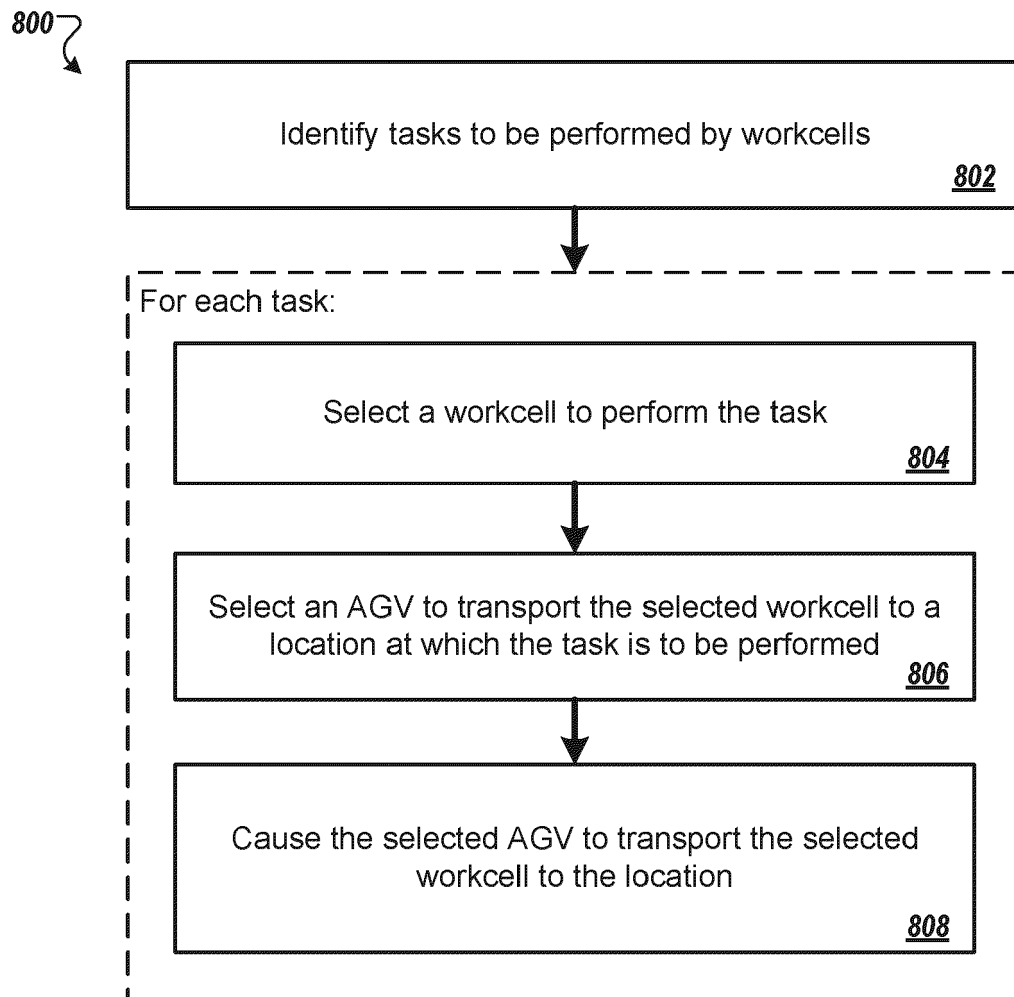 800
Identify tasks to be performed by workcells
802
For each task:
Select a workcell to perform the task
804
Select an AGV to transport the selected workcell to a
location at which the task is to be performed
806
Cause the selected AGV to transport the selected
workcell to the location
808